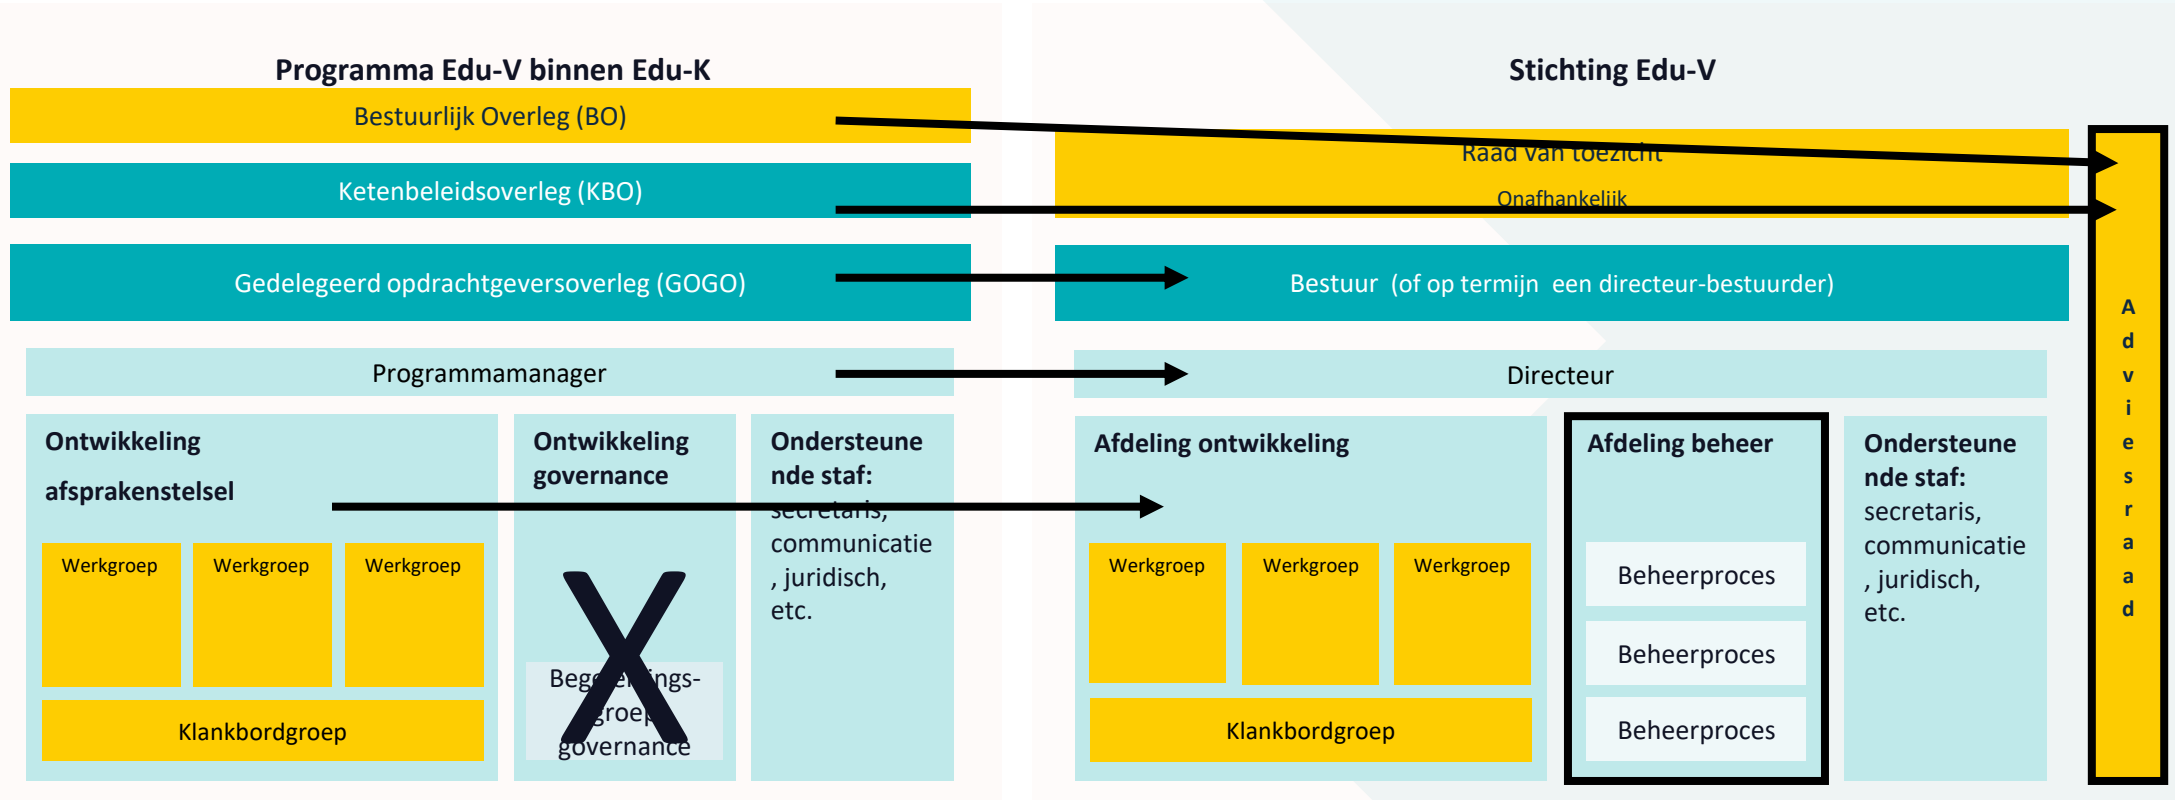 Programma Edu-V binnen Edu-K
Bestuurlijk Overleg (BO)
Ketenbeleidsoverleg (KBO)
Gedelegeerd opdrachtgeversoverleg (GOGO)
Programmamanager
Ontwikkeling
afsprakenstelsel
Werkgroep
Werkgroep
Werkgroep
Klankbordgroep
Ontwikkeling
governance
X
Begeleidings-
groep
governance
Ondersteune
nde staf:
secretaris,
communicatie
, juridisch,
etc.
Stichting Edu-V
Raad van toezicht
Onafhankelijk
Bestuur (of op termijn een directeur-bestuurder)
Directeur
Afdeling ontwikkeling
Werkgroep
Werkgroep
Werkgroep
Klankbordgroep
Afdeling beheer
Beheerproces
Beheerproces
Beheerproces
Ondersteune
nde staf:
secretaris,
communicatie
, juridisch,
etc.
A
d
v
i
e
s
r
a
a
d